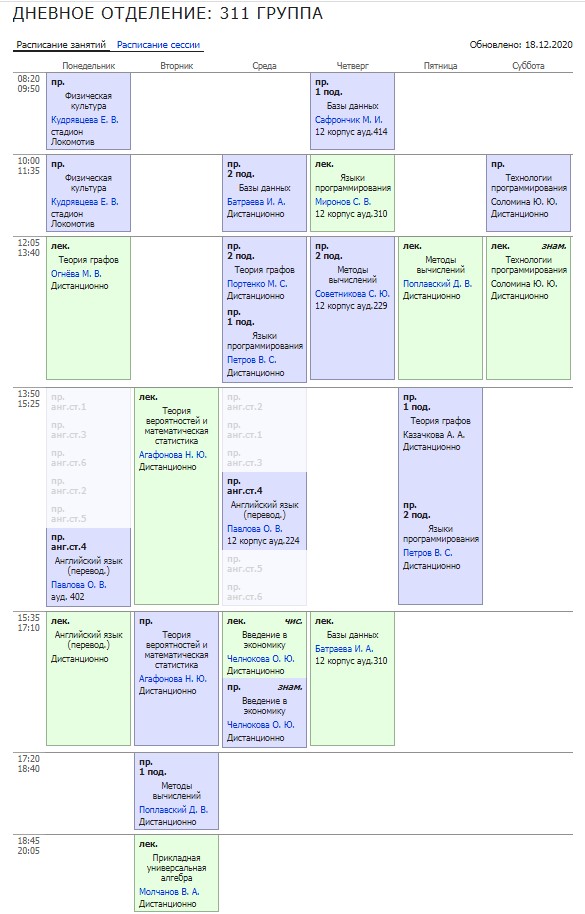 ДНЕВНОЕ ОТДЕЛЕНИЕ: 311 ГРУППА
Расписание занятий Расписание сессии
Обновлено: 18.12.2020
Понедельник Вторник Среда Четверг Пятница Суббота
08:20
09:50
пр.
Физическая
культура
Кудрявцева Е. В.
стадион
Локомотив
пр.
1 под.
Базы данных
Сафрончик М. И.
12 корпус ауд.414
10:00
11:35
пр.
Физическая
культура
Кудрявцева Е. В.
стадион
Локомотив
пр.
2 под.
Базы данных
Батраева И. А.
Дистанционно
лек.
Языки
программирования
Миронов С. В.
12 корпус ауд.310
пр.
Технологии
программирования
Соломина Ю. Ю.
Дистанционно
12:05
13:40
лек.
Теория графов
Огнёва М. В.
Дистанционно
пр.
2 под.
Теория графов
Портенко М. С.
Дистанционно
пр.
1 под.
Языки
программирования
Петров В. С.
Дистанционно
пр.
2 под.
Методы
вычислений
Советникова С. Ю.
12 корпус ауд.229
лек.
Методы
вычислений
Поплавский Д. В.
Дистанционно
лек. знам.
Технологии
программирования
Соломина Ю. Ю.
Дистанционно
13:50
15:25
пр.
анг.ст.1
пр.
анг.ст.3
пр.
анг.ст.6
пр.
анг.ст.2
пр.
анг.ст.5
пр.
анг.ст.4
Английский язык
(перевод.)
Павлова О. В.
ауд. 402
лек.
Теория
вероятностей и
математическая
статистика
Агафонова Н. Ю.
Дистанционно
пр.
анг.ст.2
пр.
анг.ст.1
пр.
анг.ст.3
пр.
анг.ст.4
Английский язык
(перевод.)
Павлова О. В.
12 корпус ауд.224
пр.
анг.ст.5
пр.
анг.ст.6
пр.
1 под.
Теория графов
Казачкова А. А.
Дистанционно
пр.
2 под.
Языки
программирования
Петров В. С.
Дистанционно
15:35
17:10
лек.
Английский язык
(перевод.)
Дистанционно
пр.
Теория
вероятностей и
математическая
статистика
Агафонова Н. Ю.
Дистанционно
лек. чис.
Введение в
экономику
Челнокова О. Ю.
Дистанционно
пр. знам.
Введение в
экономику
Челнокова О. Ю.
Дистанционно
лек.
Базы данных
Батраева И. А.
12 корпус ауд.310
17:20
18:40
пр.
1 под.
Методы
вычислений
Поплавский Д. В.
Дистанционно
18:45
20:05
лек.
Прикладная
универсальная
алгебра
Молчанов В. А.
Дистанционно